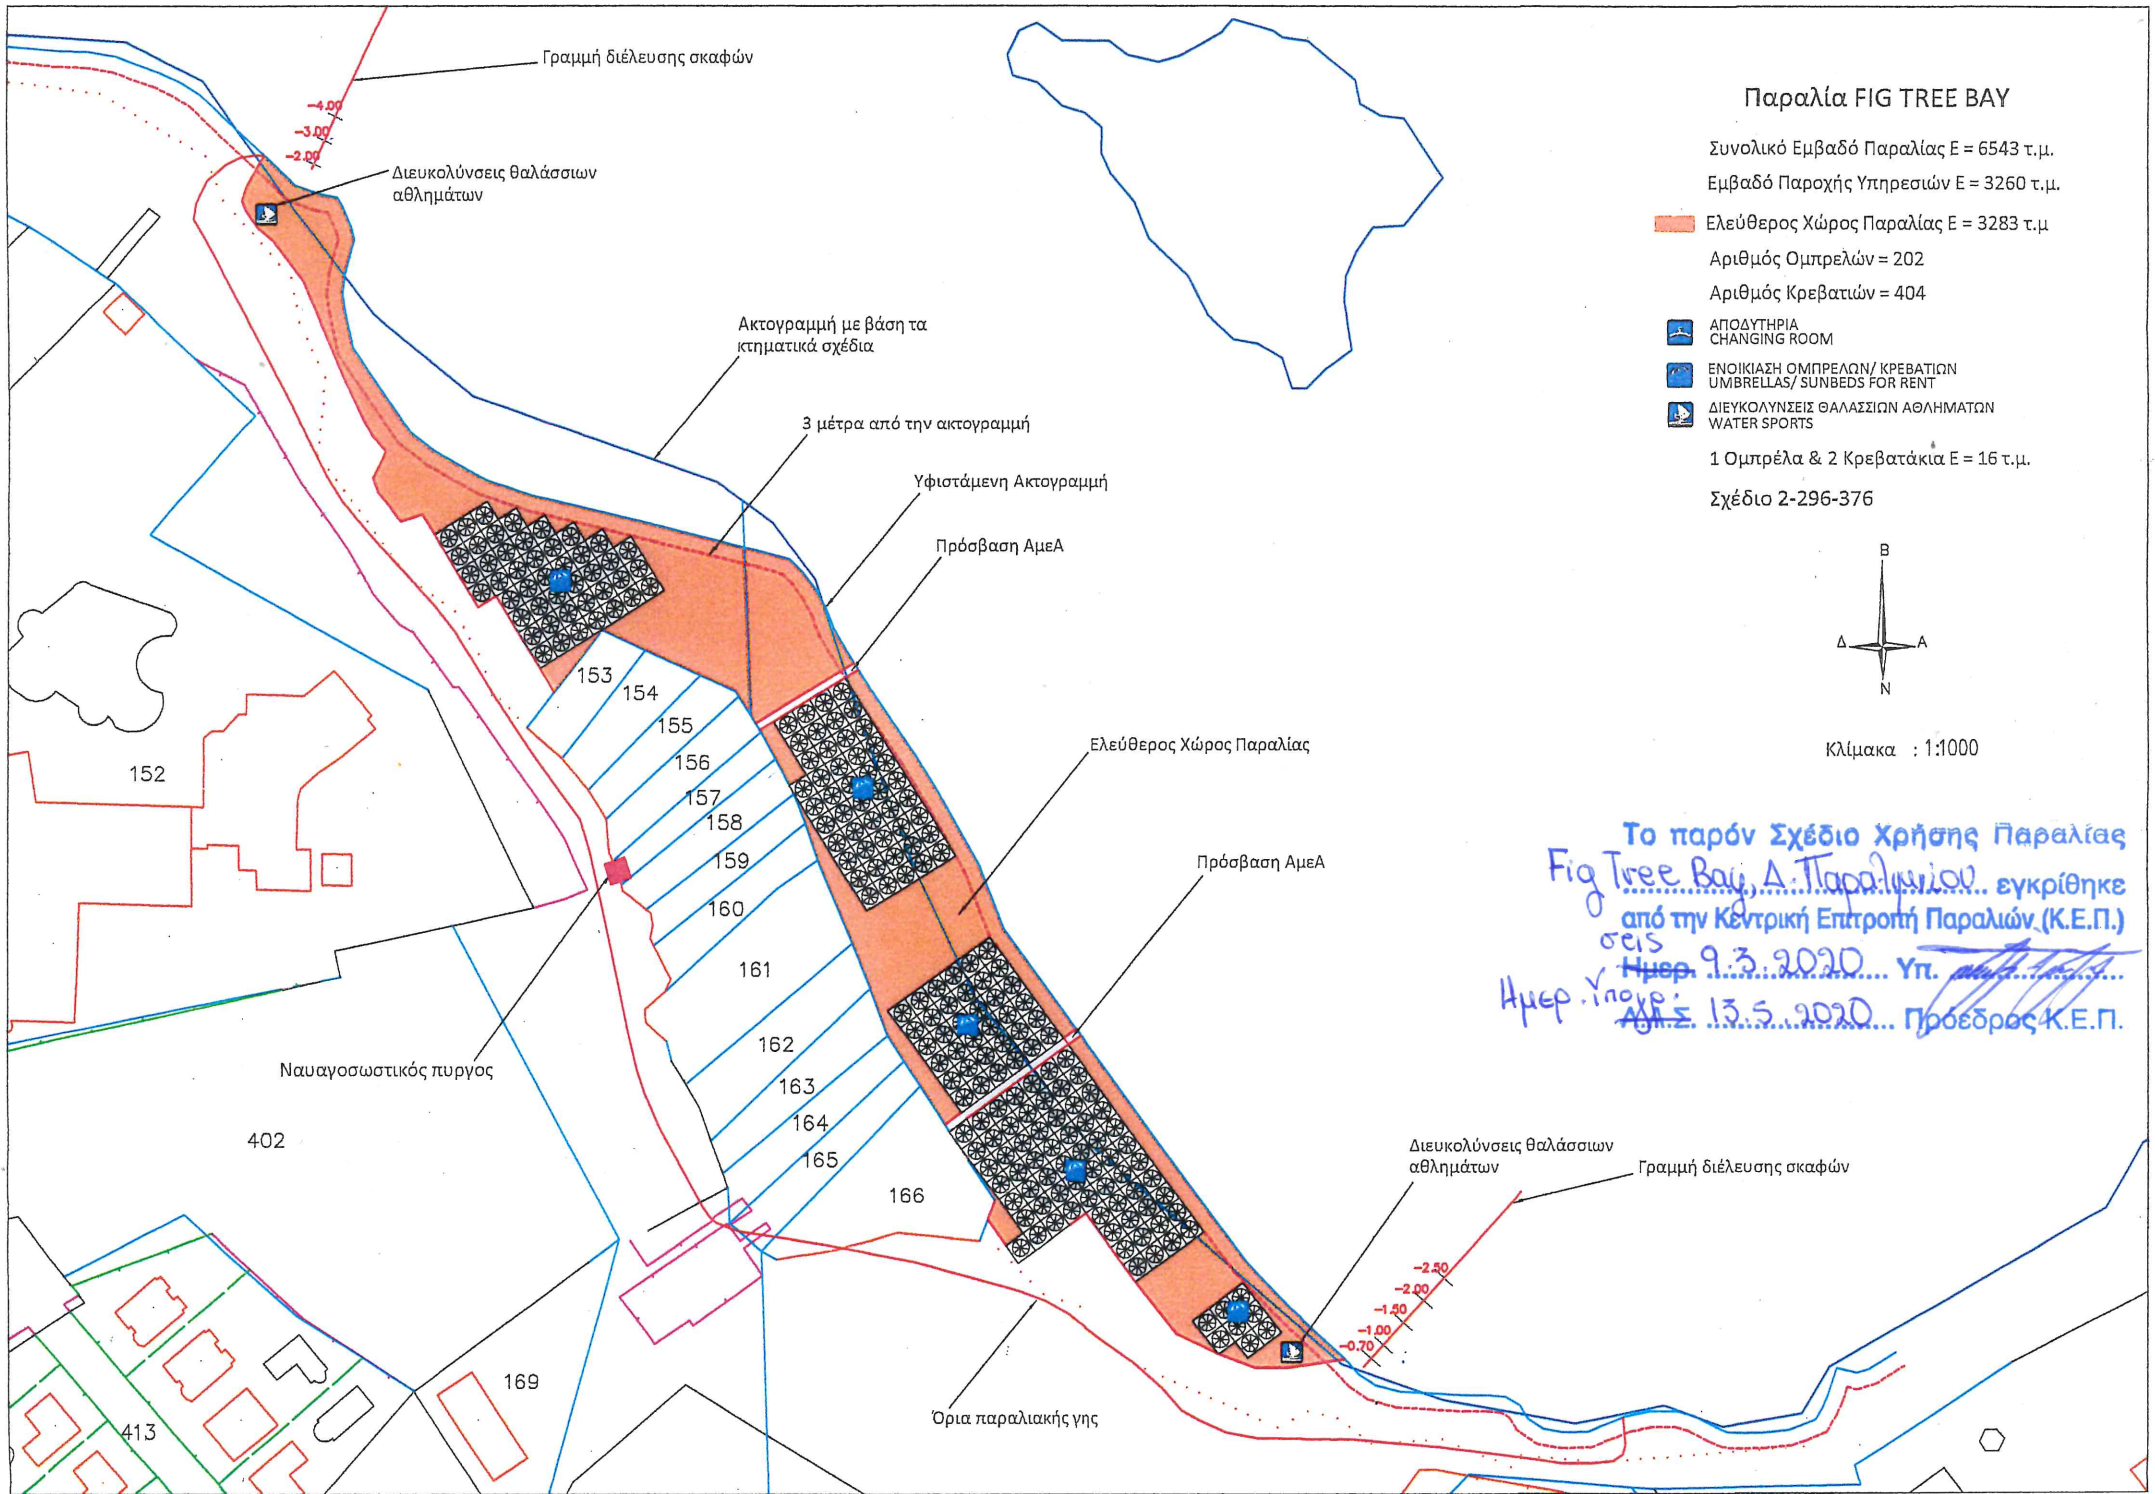 Γραμμή διέλευσης σκαφών
-4.00
-3.00
-2.00
Διευκολύνσεις θαλάσσιων
αθλημάτων
Παραλία FIG TREE BAY
Συνολικό Εμβαδό Παραλίας Ε = 6543 τ.μ.
Εμβαδό Παροχής Υπηρεσιών Ε = 3260 τ.μ.
Ελεύθερος Χώρος Παραλίας Ε = 3283 τ.μ
Αριθμός Ομπρελών = 202
Αριθμός Κρεβατιών = 404
ΑΠΟΔΥΤΗΡΙΑ
CHANGING ROOM
ΕΝΟΙΚΙΑΣΗ ΟΜΠΡΕΛΩΝ/ ΚΡΕΒΑΤΙΩΝ
UMBRELLAS/ SUNBEDS FOR RENT
ΔΙΕΥΚΟΛΥΝΣΕΙΣ ΘΑΛΑΣΣΙΩΝ ΑΘΛΗΜΑΤΩΝ
WATER SPORTS
1 Ομπρέλα & 2 Κρεβατάκια Ε = 16 τ.μ.
Σχέδιο 2-296-376
Β
Δ Α
Ν
Κλίμακα : 1:1000
Ακτογραμμή με βάση τα
κτηματικά σχέδια
3 μέτρα από την ακτογραμμή
Υφιστάμενη Ακτογραμμή
Πρόσβαση ΑμεΑ
Ελεύθερος Χώρος Παραλίας
Πρόσβαση ΑμεΑ
153
154
155
156
157
158
159
160
161
162
163
164
165
166
152
402
169
413
Ναυαγοσωστικός πυργος
Το παρόν Σχέδιο Χρήσης Παραλίας
Fig Tree Bay, Δ. Παραλιμνίου εγκρίθηκε
από την Κεντρική Επιτροπή Παραλιών (Κ.Ε.Π.)
στις
Ημερ. 9.3.2020 Υπ.
Ημερ. Υπογρ. 13.5.2020 Πρόεδρος Κ.Ε.Π.
Διευκολύνσεις θαλάσσιων
αθλημάτων
Γραμμή διέλευσης σκαφών
-2.50
-2.00
-1.50
-1.00
-0.70
Όρια παραλιακής γης